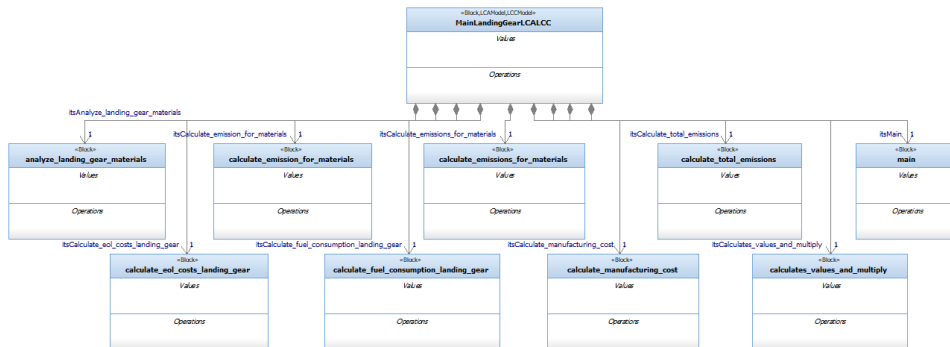 «Block,LCAModel,LCCModel»
MainLandingGearLCALCC
Values
Operations
itsAnalyze_landing_gear_materials
1
itsCalculate_emission_for_materials
1
itsCalculate_emissions_for_materials
1
itsCalculate_total_emissions
1
itsMain
1
«Block»
analyze_landing_gear_materials
Values
Operations
«Block»
calculate_emission_for_materials
Values
Operations
«Block»
calculate_emissions_for_materials
Values
Operations
«Block»
calculate_total_emissions
Values
Operations
«Block»
main
Values
Operations
itsCalculate_eol_costs_landing_gear
1
itsCalculate_fuel_consumption_landing_gear
1
itsCalculate_manufacturing_cost
1
itsCalculates_values_and_multiply
1
«Block»
calculate_eol_costs_landing_gear
Values
Operations
«Block»
calculate_fuel_consumption_landing_gear
Values
Operations
«Block»
calculate_manufacturing_cost
Values
Operations
«Block»
calculates_values_and_multiply
Values
Operations